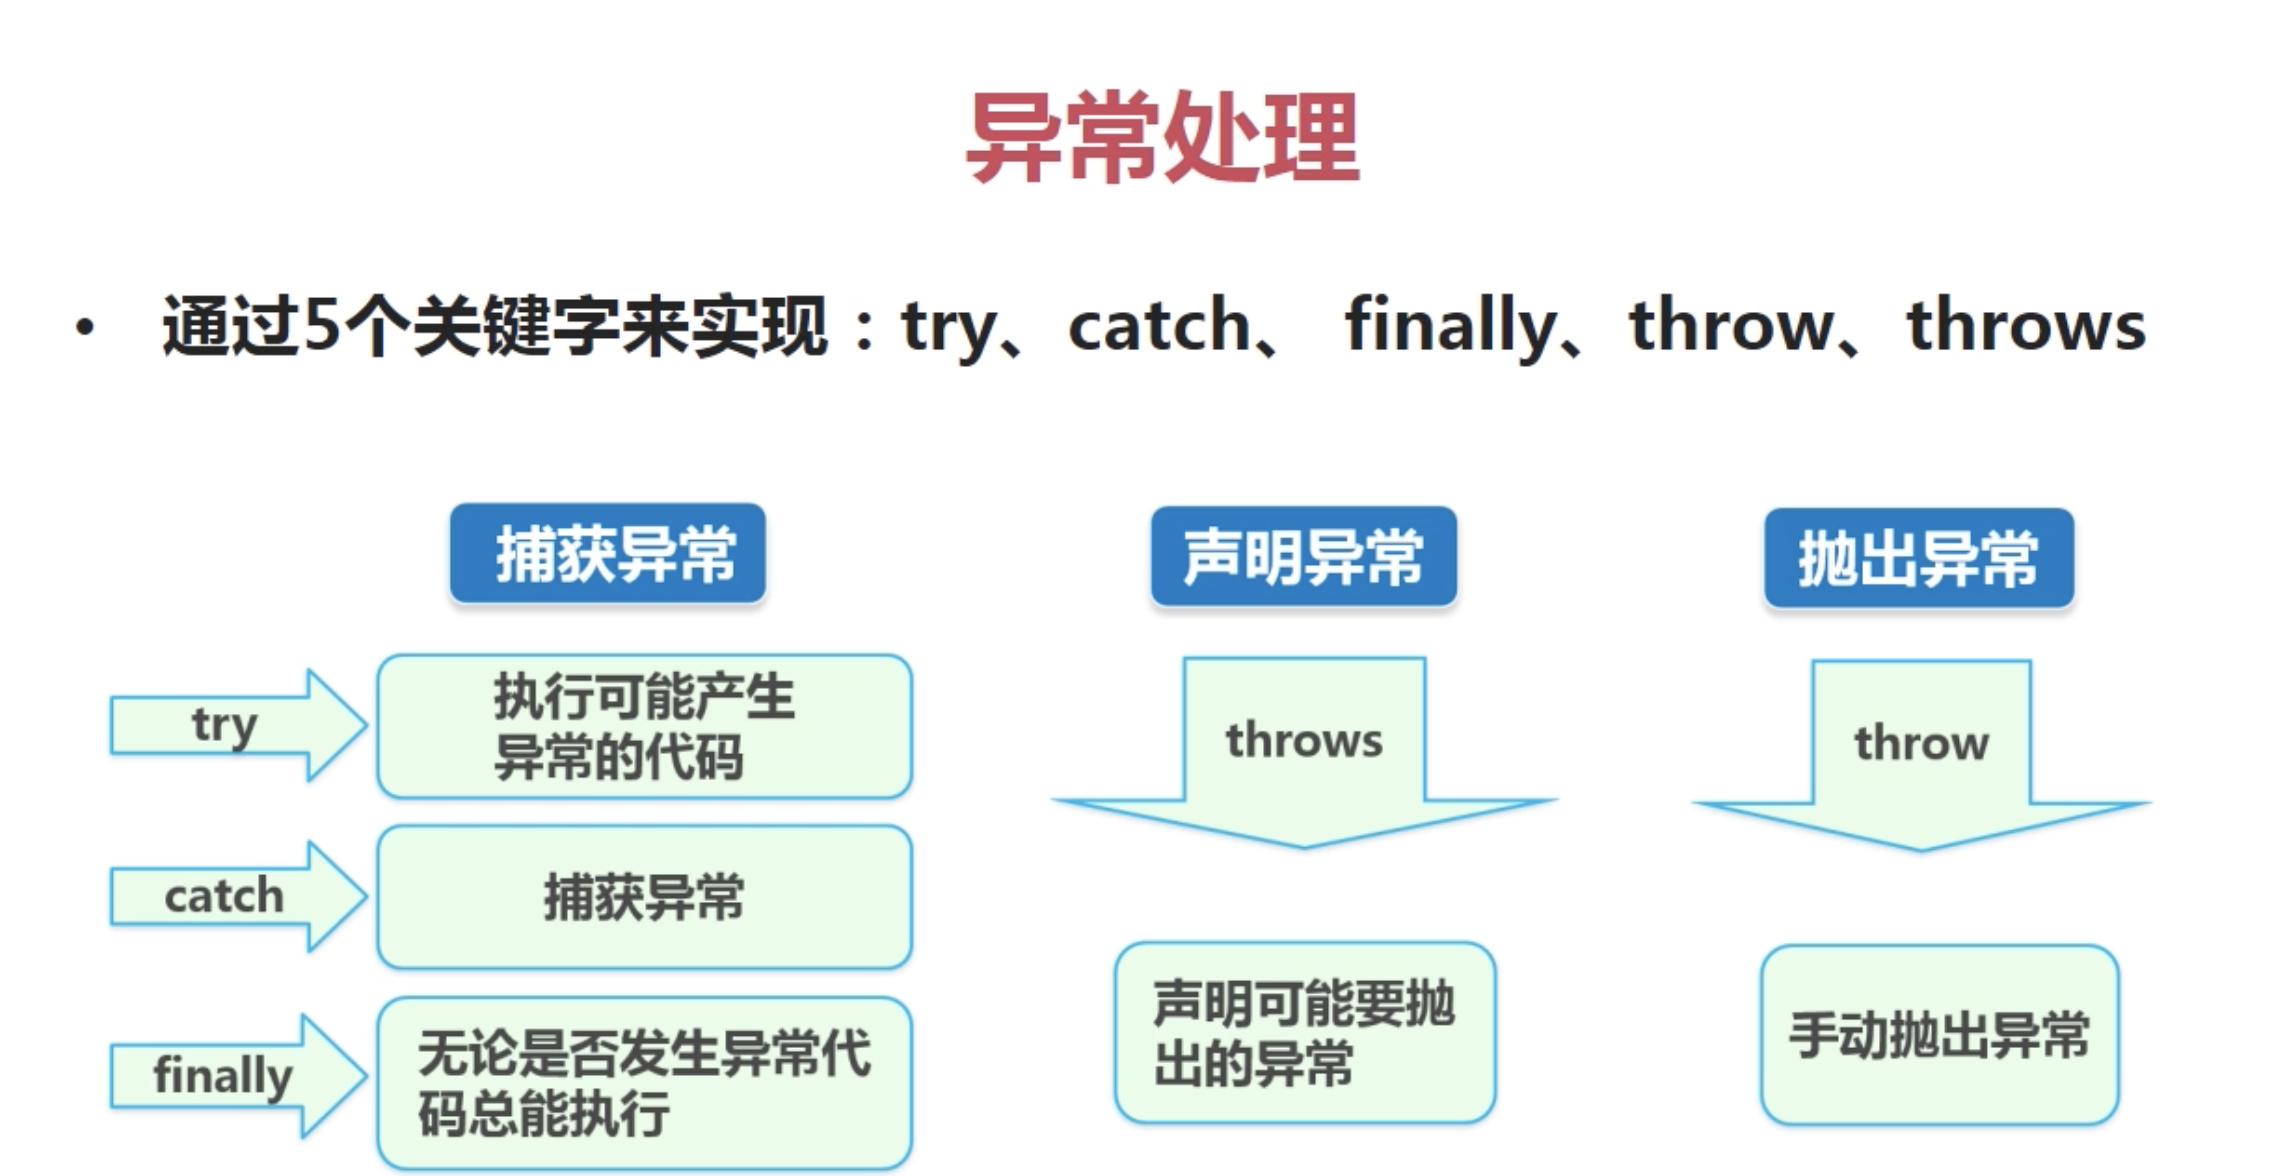 异常处理
• 通过5个关键字来实现：try、catch、 finally、throw、throws
捕获异常
try
执行可能产生
异常的代码
catch
捕获异常
finally
无论是否发生异常代
码总能执行
声明异常
throws
声明可能要抛
出的异常
抛出异常
throw
手动抛出异常